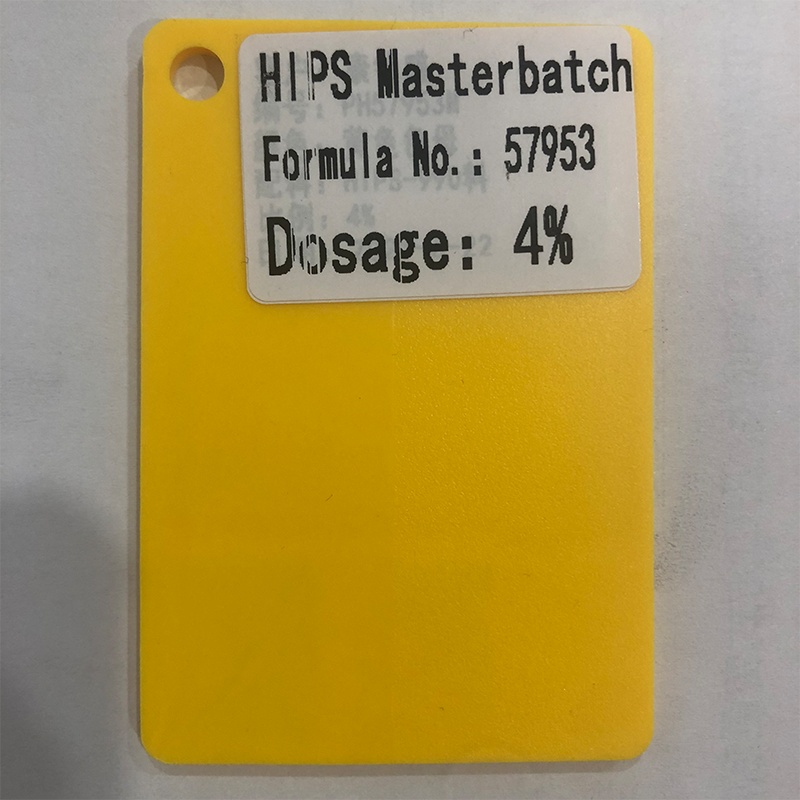 HIPS Masterbatch
Formula No.: 57953
Dosage: 4%